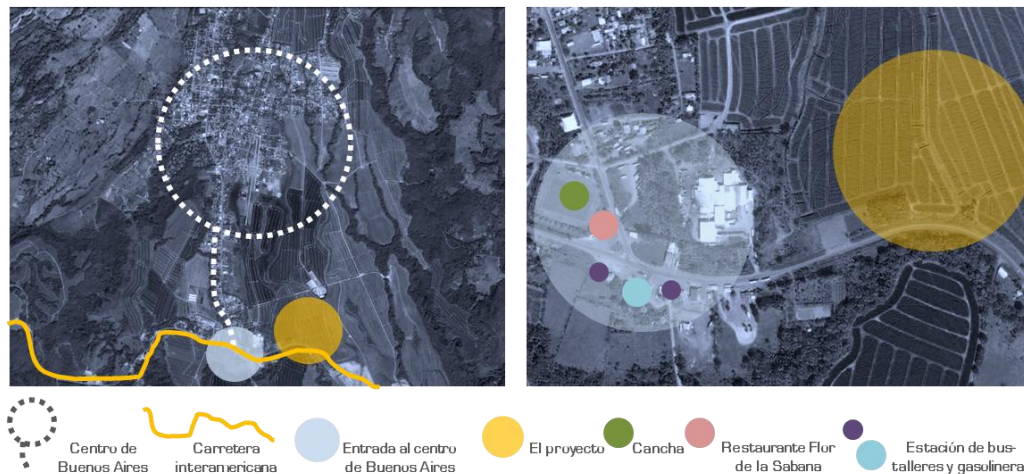 Centro de
Buenos Aires
Carretera
interamericana
Entrada al centro
de Buenos Aires
El proyecto
Cancha
Restaurante Flor
de la Sabana
Estación de bus-
talleres y gasolinera